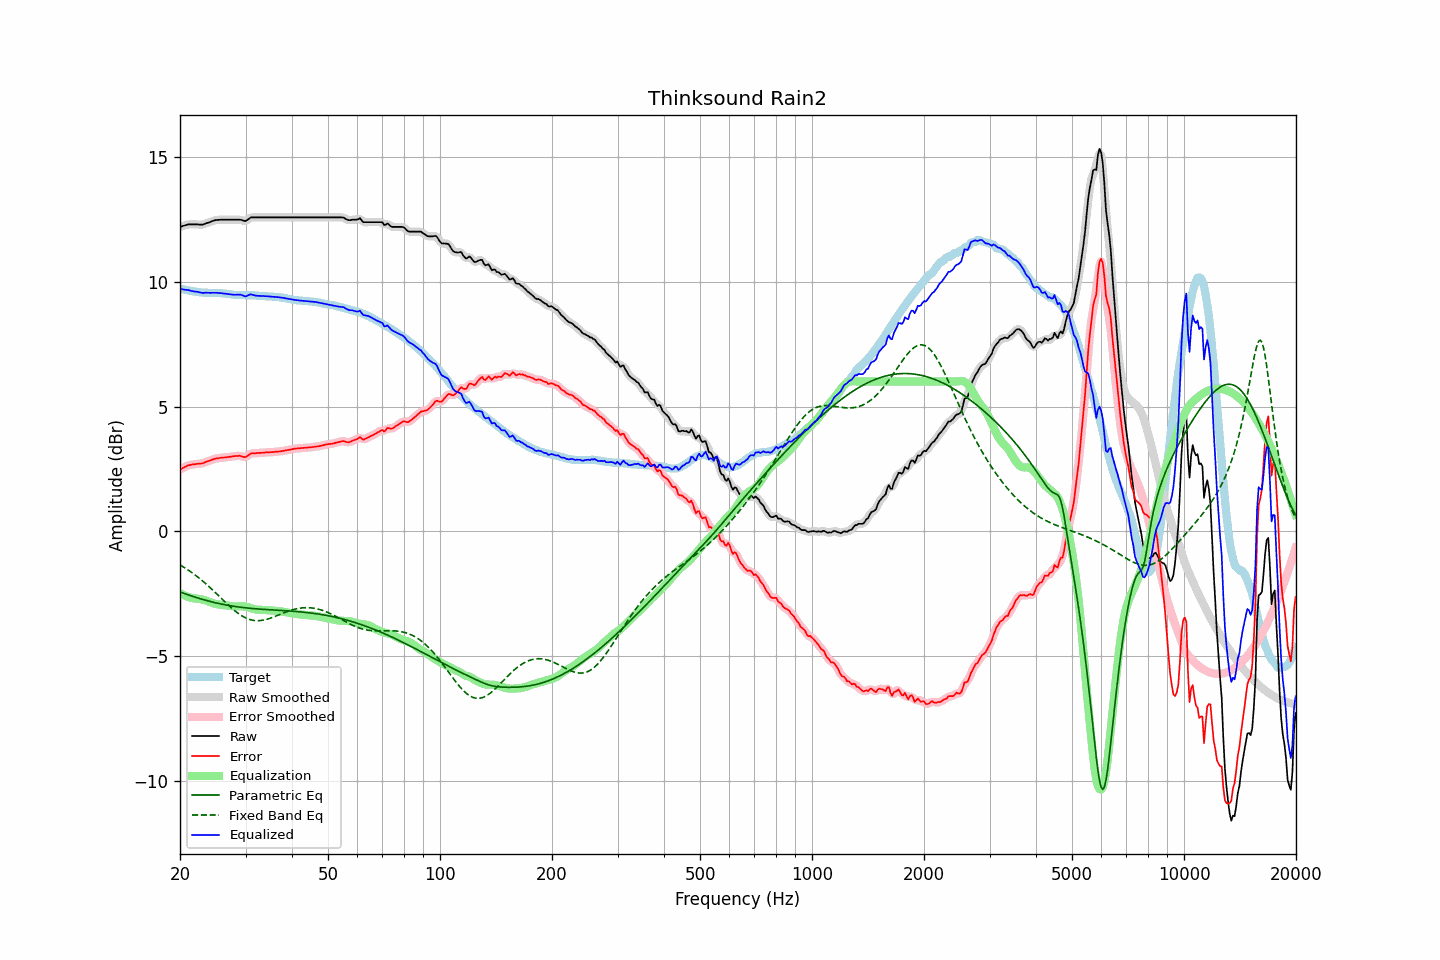 Thinksound Rain2
Amplitude (dBr)
15
10
5
0
−5
−10
Target
Raw Smoothed
Error Smoothed
Raw
Error
Equalization
Parametric Eq
Fixed Band Eq
Equalized
20 50 100 200 500 1000 2000 5000 10000 20000
Frequency (Hz)